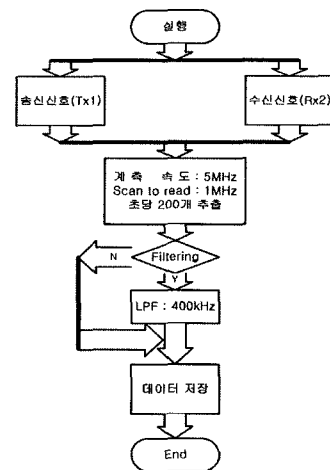 실행
송신신호(Tx1)
수신신호(Rx2)
계 측 속 도 : 5MHz
Scan to read : 1MHz
초당 200개 추출
N
Filtering
Y
LPF : 400kHz
데이터 저장
End